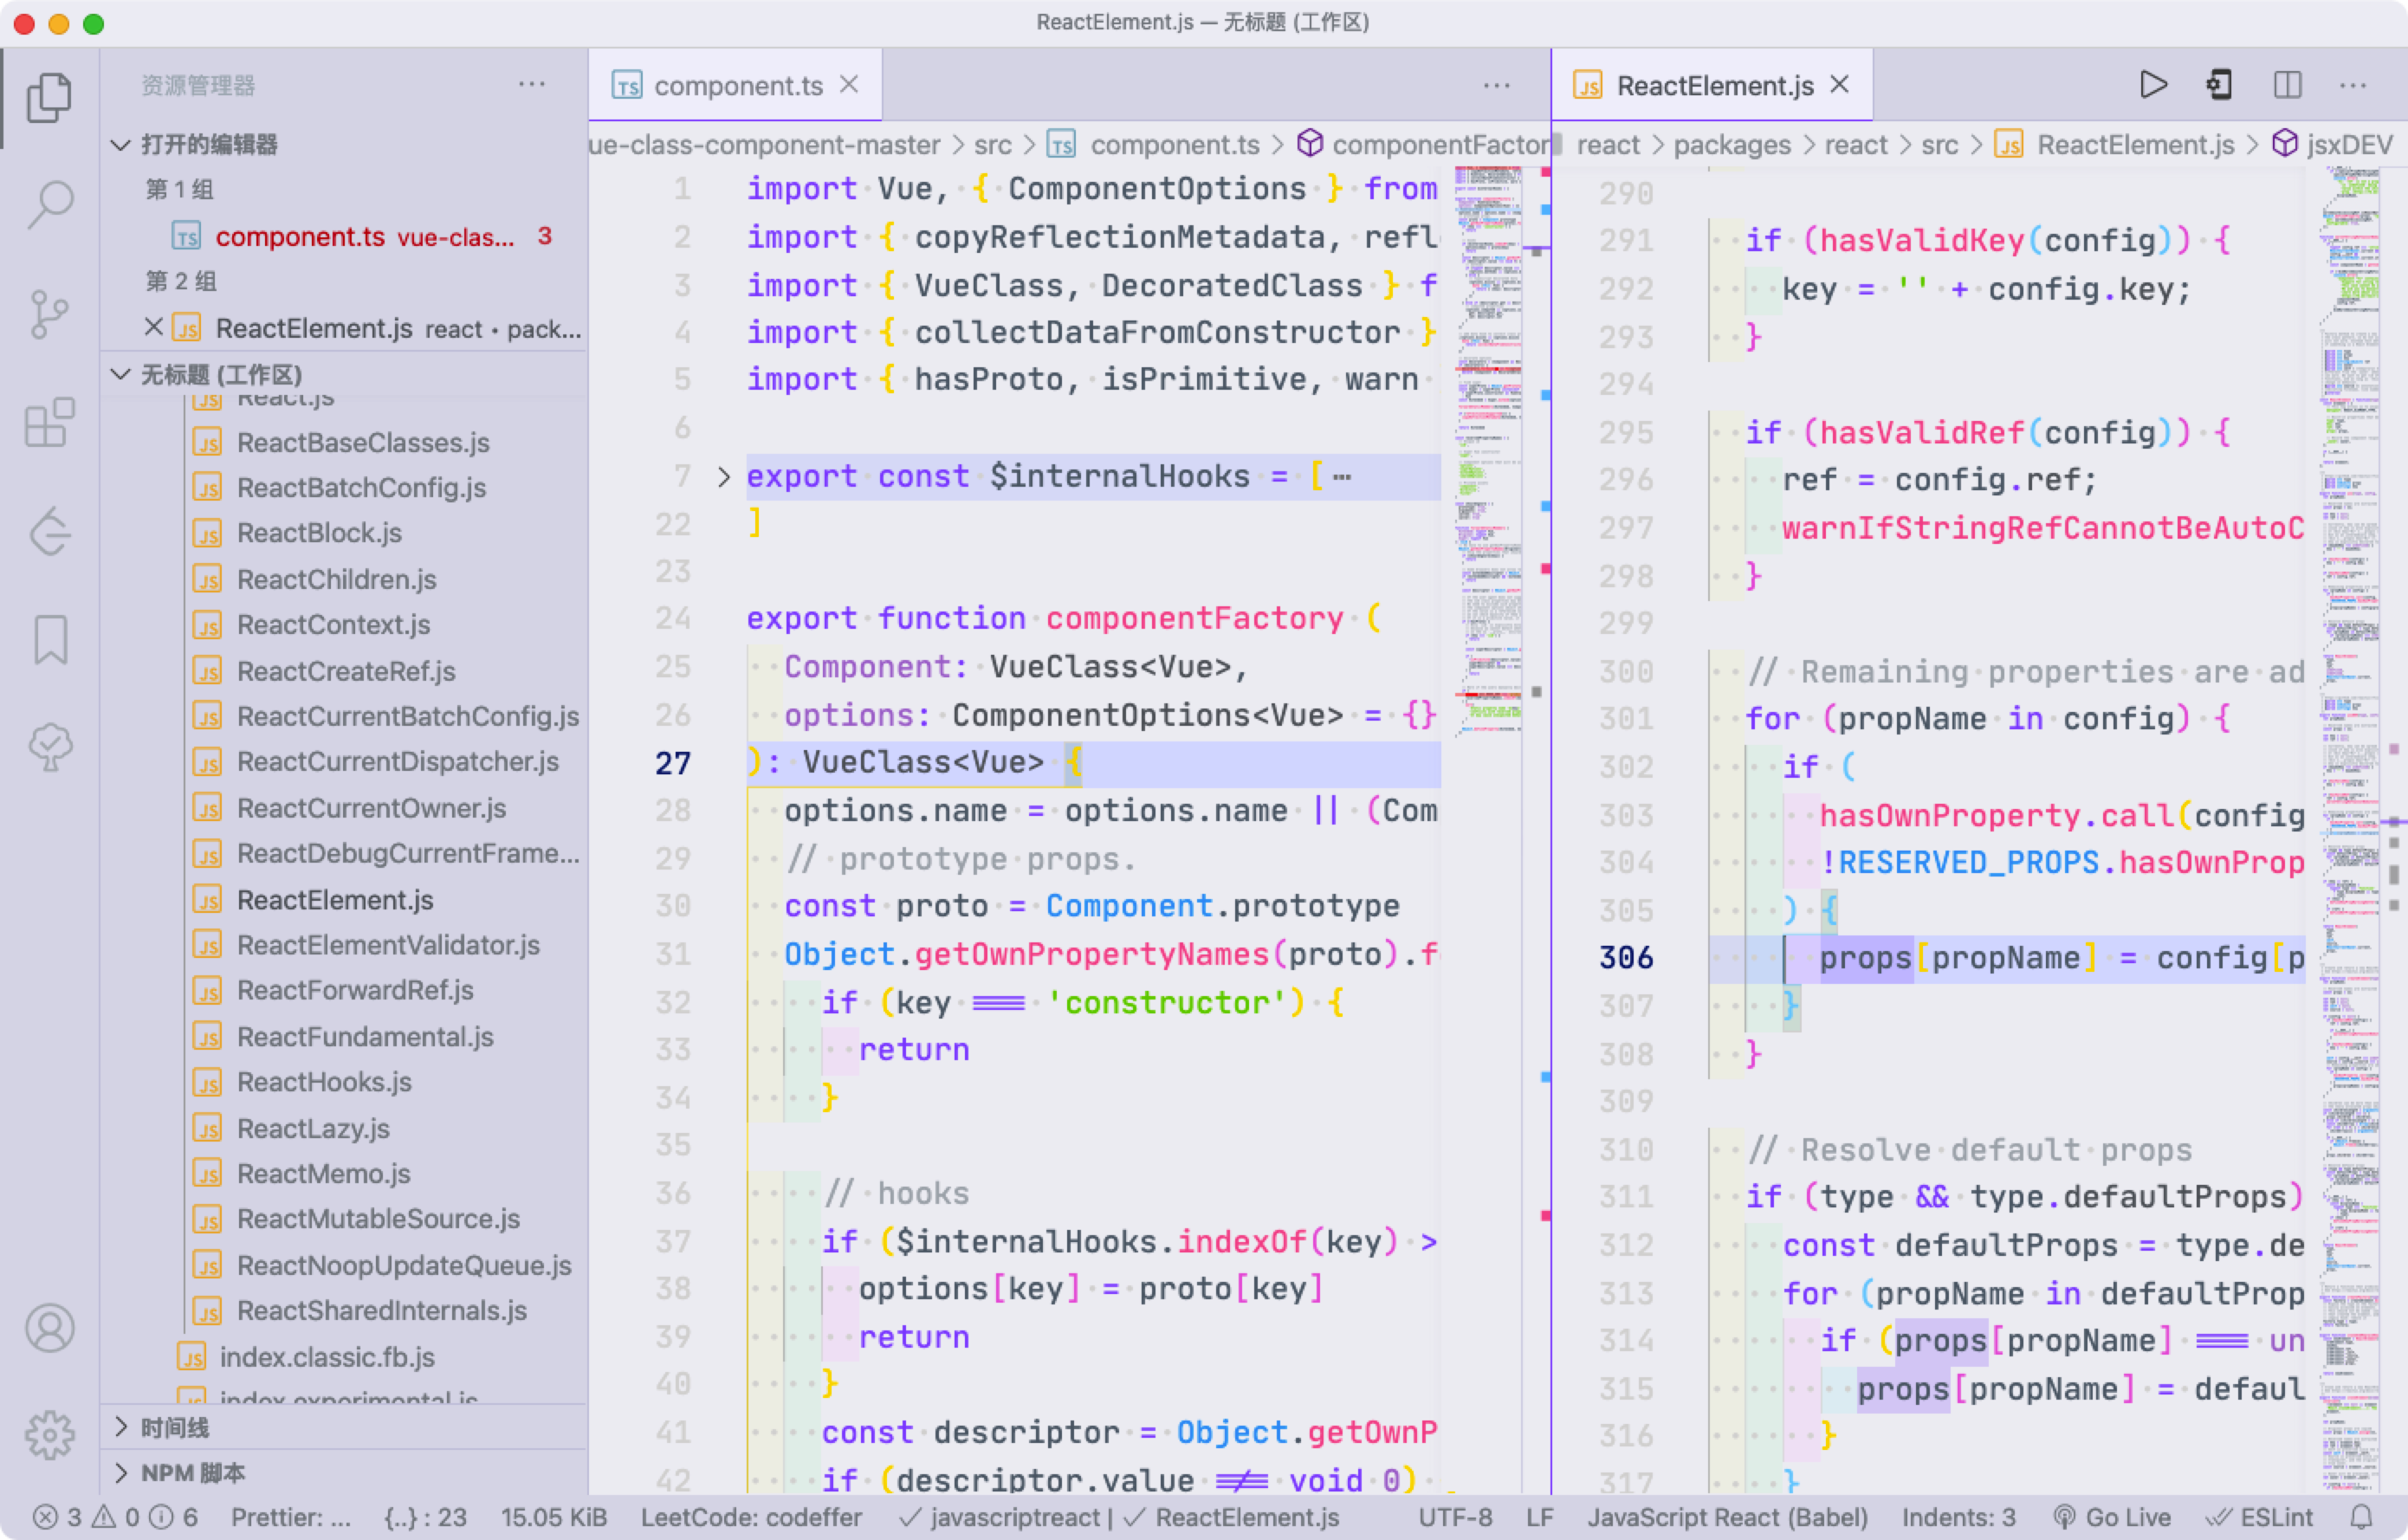 ReactElement.js — 无标题 (工作区)
资源管理器
打开的编辑器
第 1 组
component.ts vue-clas... 3
第 2 组
ReactElement.js react • pack...
无标题 (工作区)
React.js
ReactBaseClasses.js
ReactBatchConfig.js
ReactBlock.js
ReactChildren.js
ReactContext.js
ReactCreateRef.js
ReactCurrentBatchConfig.js
ReactCurrentDispatcher.js
ReactCurrentOwner.js
ReactDebugCurrentFrame...
ReactElement.js
ReactElementValidator.js
ReactForwardRef.js
ReactFundamental.js
ReactHooks.js
ReactLazy.js
ReactMemo.js
ReactMutableSource.js
ReactNoopUpdateQueue.js
ReactSharedInternals.js
index.classic.fb.js
index.experimental.js
时间线
NPM 脚本
component.ts
ue-class-component-master > src > component.ts > componentFactor
1 import Vue, { ComponentOptions } from
2 import { copyReflectionMetadata, refl
3 import { VueClass, DecoratedClass } f
4 import { collectDataFromConstructor }
5 import { hasProto, isPrimitive, warn
6
7 export const $internalHooks = [ ⋯
22 ]
23
24 export function componentFactory (
25 Component: VueClass<Vue>,
26 options: ComponentOptions<Vue> = {}
27 ): VueClass<Vue> {
28 options.name = options.name || (Com
29 // prototype props.
30 const proto = Component.prototype
31 Object.getOwnPropertyNames(proto).f
32 if (key === 'constructor') {
33 return
34 }
35
36 // hooks
37 if ($internalHooks.indexOf(key) >
38 options[key] = proto[key]
39 return
40 }
41 const descriptor = Object.getOwnP
42 if (descriptor.value !== void 0)
ReactElement.js
react > packages > react > src > ReactElement.js > jsxDEV
290
291 if (hasValidKey(config)) {
292 key = '' + config.key;
293 }
294
295 if (hasValidRef(config)) {
296 ref = config.ref;
297 warnIfStringRefCannotBeAutoC
298 }
299
300 // Remaining properties are ad
301 for (propName in config) {
302 if (
303 hasOwnProperty.call(config
304 !RESERVED_PROPS.hasOwnProp
305 ) {
306 props[propName] = config[p
307 }
308 }
309
310 // Resolve default props
311 if (type && type.defaultProps)
312 const defaultProps = type.de
313 for (propName in defaultProp
314 if (props[propName] === un
315 props[propName] = defaul
316 }
317 }
3 0 6 Prettier: ... {..} : 23 15.05 KiB LeetCode: codeffer ✓ javascriptreact | ✓ ReactElement.js UTF-8 LF JavaScript React (Babel) Indents: 3 Go Live ESLint